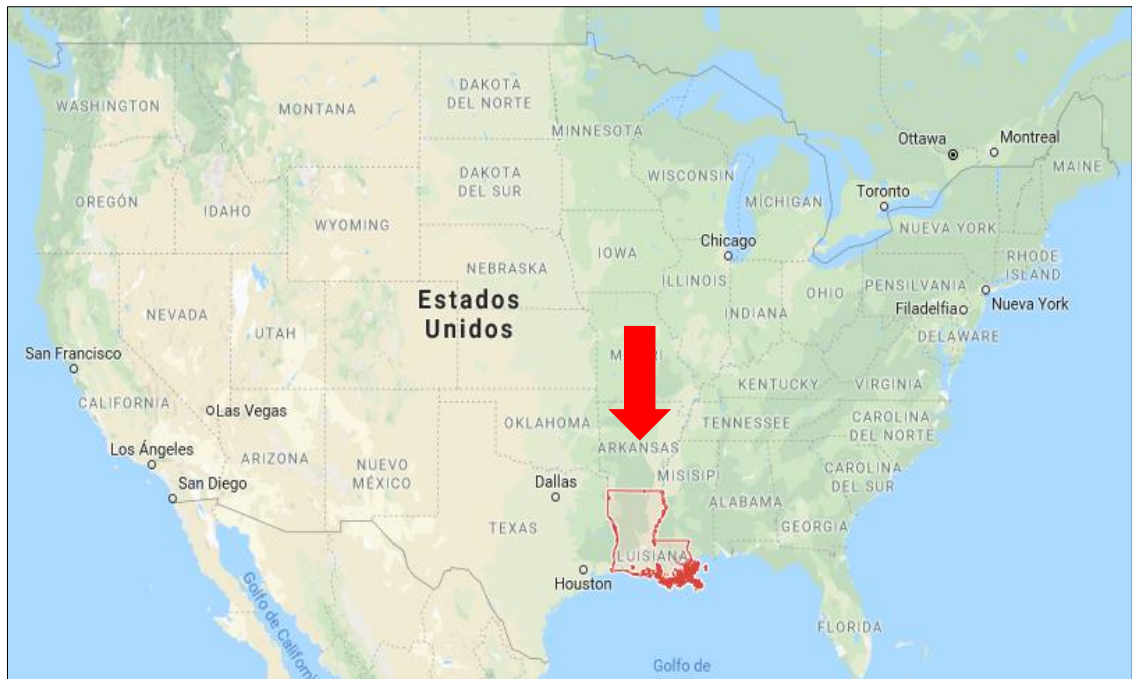 WASHINGTON
MONTANA
DAKOTA
DEL NORTE
MINNESOTA
Ottawa
Montreal
MAINE
OREGÓN
IDAHO
WYOMING
DAKOTA
DEL SUR
WISCONSIN
MÍCHIGAN
Toronto
NUEVA YORK
RHODE
ISLAND
NEBRASKA
IOWA
Chicago
ILLINOIS
INDIANA
OHIO
PENSILVANIA
Nueva York
Filadelfia
DELAWARE
NEVADA
UTAH
Estados
Unidos
San Francisco
CALIFORNIA
Las Vegas
KENTUCKY
VIRGINIA
OKLAHOMA
ARKANSAS
TENNESSEE
CAROLINA
DEL NORTE
Los Ángeles
San Diego
ARIZONA
NUEVO
MÉXICO
Dallas
MISISIPI
ALABAMA
CAROLINA
DEL SUR
GEORGIA
TEXAS
LUISIANA
Houston
FLORIDA
Golfo de
Golfo de Californi